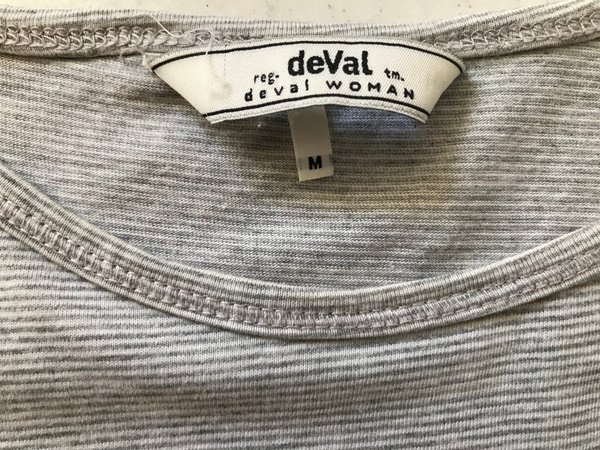 reg. deVal tm.
deval WOMAN
M